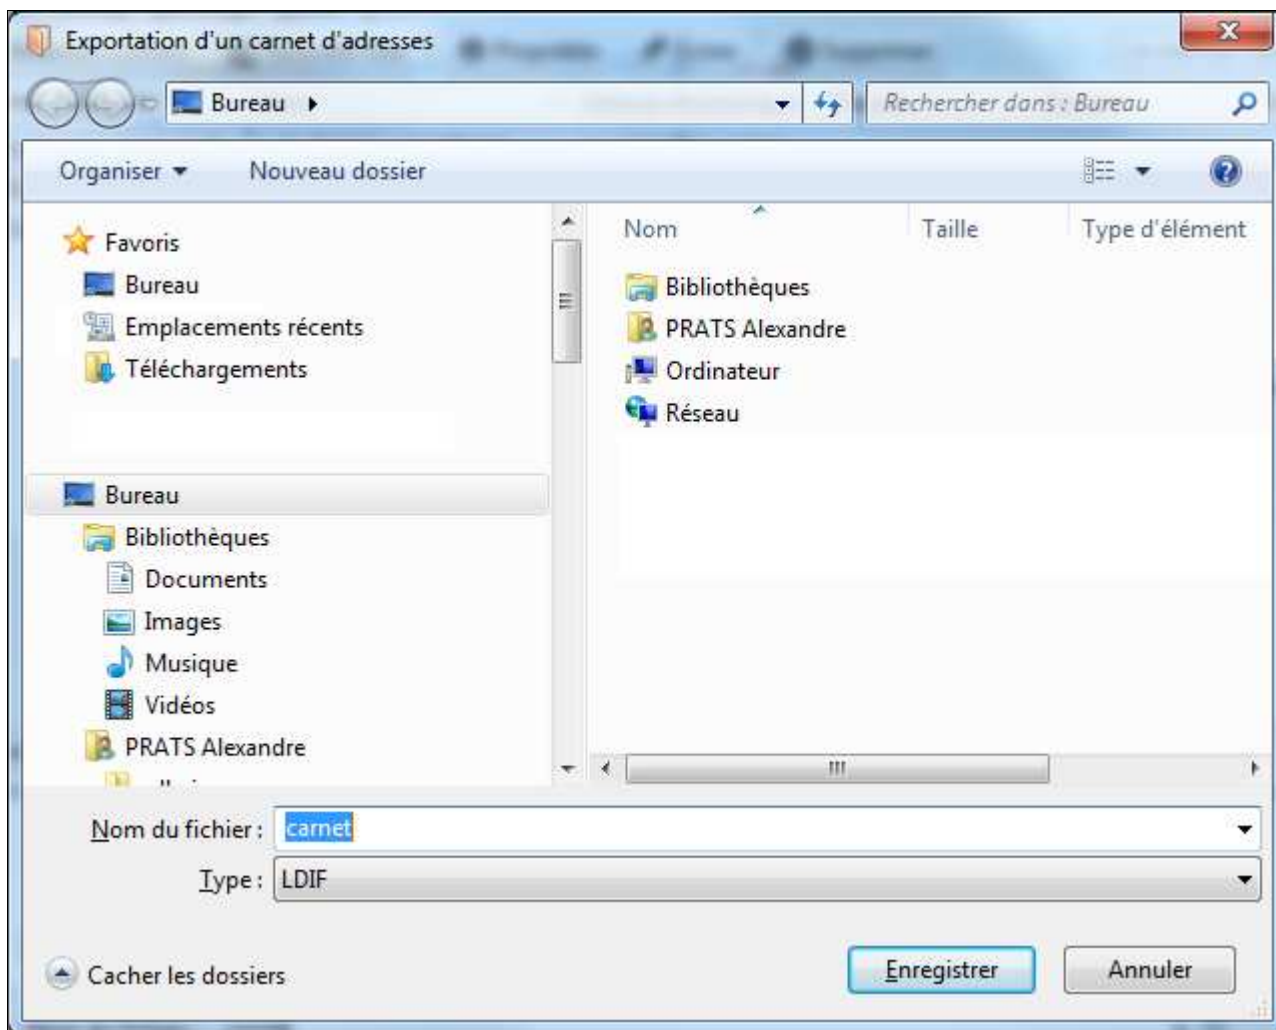 Exportation d'un carnet d'adresses
Bureau
Rechercher dans : Bureau
Organiser
Nouveau dossier
Favoris
Bureau
Emplacements récents
Téléchargements
Bureau
Bibliothèques
Documents
Images
Musique
Vidéos
PRATS Alexandre
Nom Taille Type d'élément
Bibliothèques
PRATS Alexandre
Ordinateur
Réseau
Nom du fichier : carnet
Type : LDIF
Cacher les dossiers
Enregistrer
Annuler